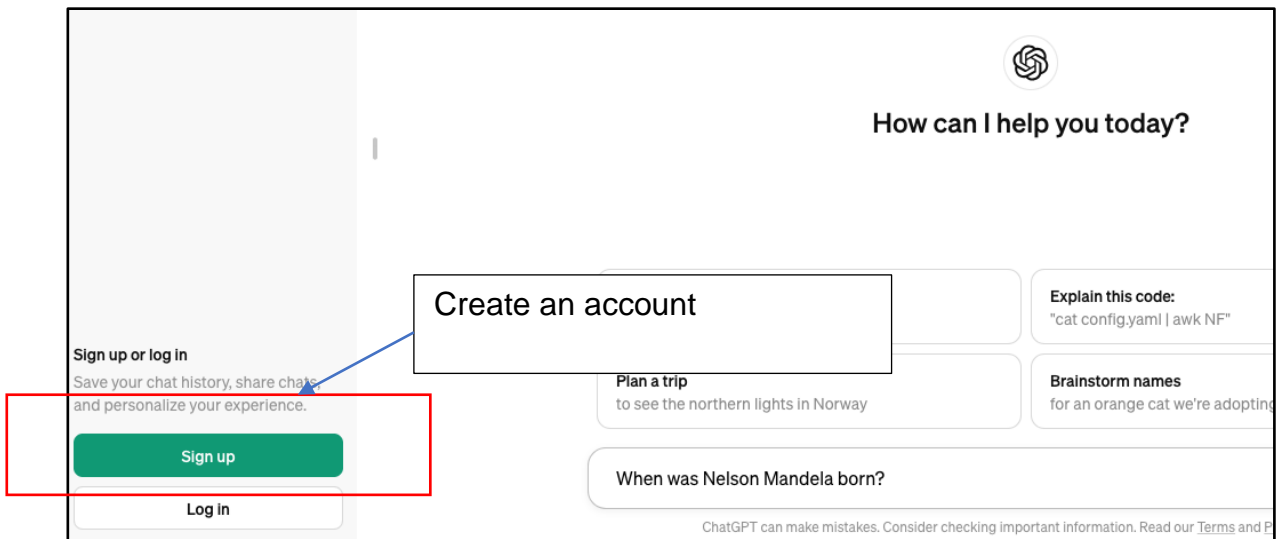 How can I help you today?
Create an account
Explain this code:
"cat config.yaml | awk NF"
Sign up or log in
Save your chat history, share chats,
and personalize your experience.
Plan a trip
to see the northern lights in Norway
Brainstorm names
for an orange cat we're adopting
Sign up
Log in
When was Nelson Mandela born?
ChatGPT can make mistakes. Consider checking important information. Read our Terms and P